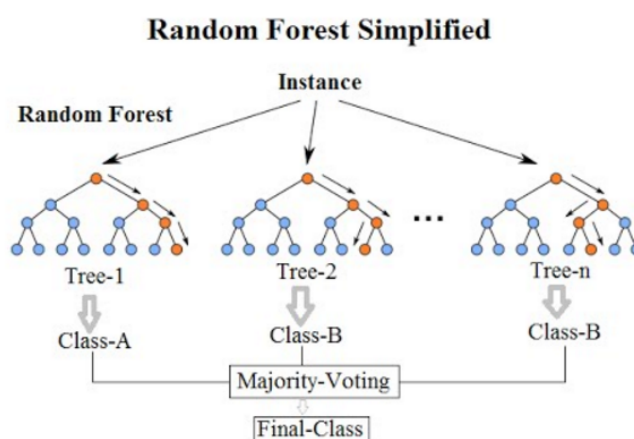 Random Forest Simplified
Instance
Random Forest
...
Tree-1
Tree-2
Tree-n
Class-A
Class-B
Class-B
Majority-Voting
Final-Class